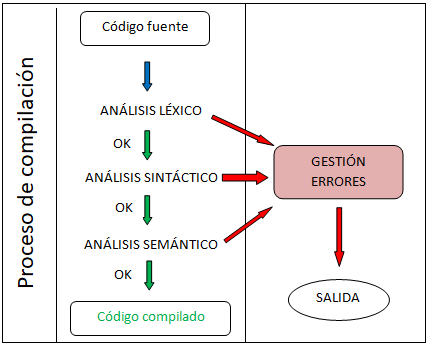 Proceso de compilación
Código fuente
ANÁLISIS LÉXICO
OK
ANÁLISIS SINTÁCTICO
OK
ANÁLISIS SEMÁNTICO
OK
Código compilado
GESTIÓN
ERRORES
SALIDA